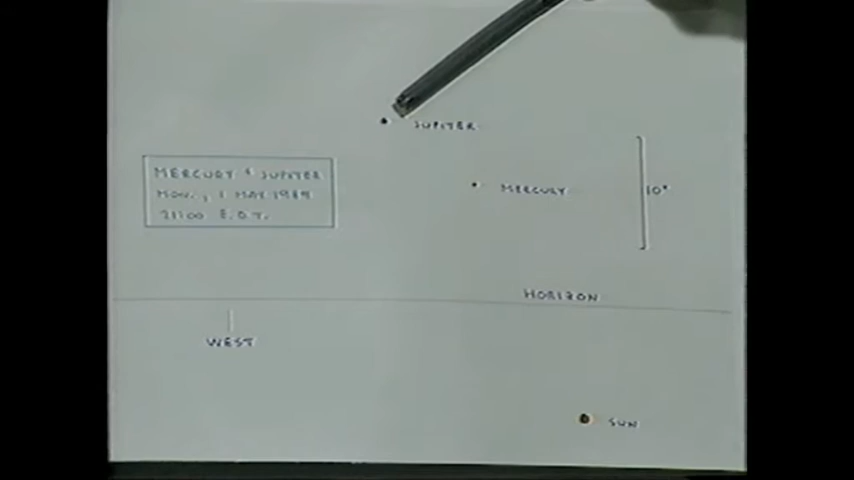 JUPITER
MERCURY & JUPITER
MON., 1 MAY 1989
21:00 E.D.T.
MERCURY
10°
HORIZON
WEST
SUN